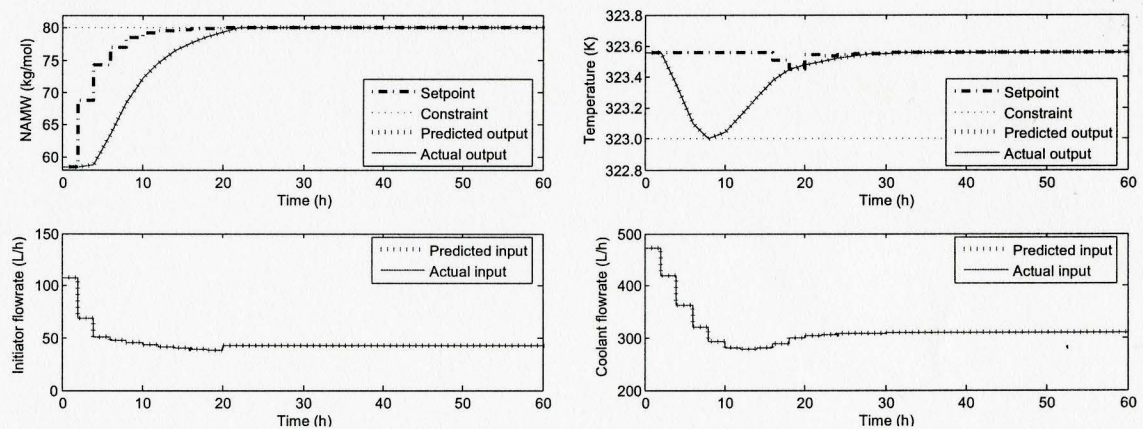 NAMW (kg/mol)
80
75
70
65
60
Setpoint
Constraint
Predicted output
Actual output
0 10 20 30 40 50 60
Time (h)
Temperature (K)
323.8
323.6
323.4
323.2
323.0
322.8
Setpoint
Constraint
Predicted output
Actual output
0 10 20 30 40 50 60
Time (h)
Initiator flowrate (L/h)
150
100
50
0
Predicted input
Actual input
0 10 20 30 40 50 60
Time (h)
Coolant flowrate (L/h)
500
400
300
200
Predicted input
Actual input
0 10 20 30 40 50 60
Time (h)